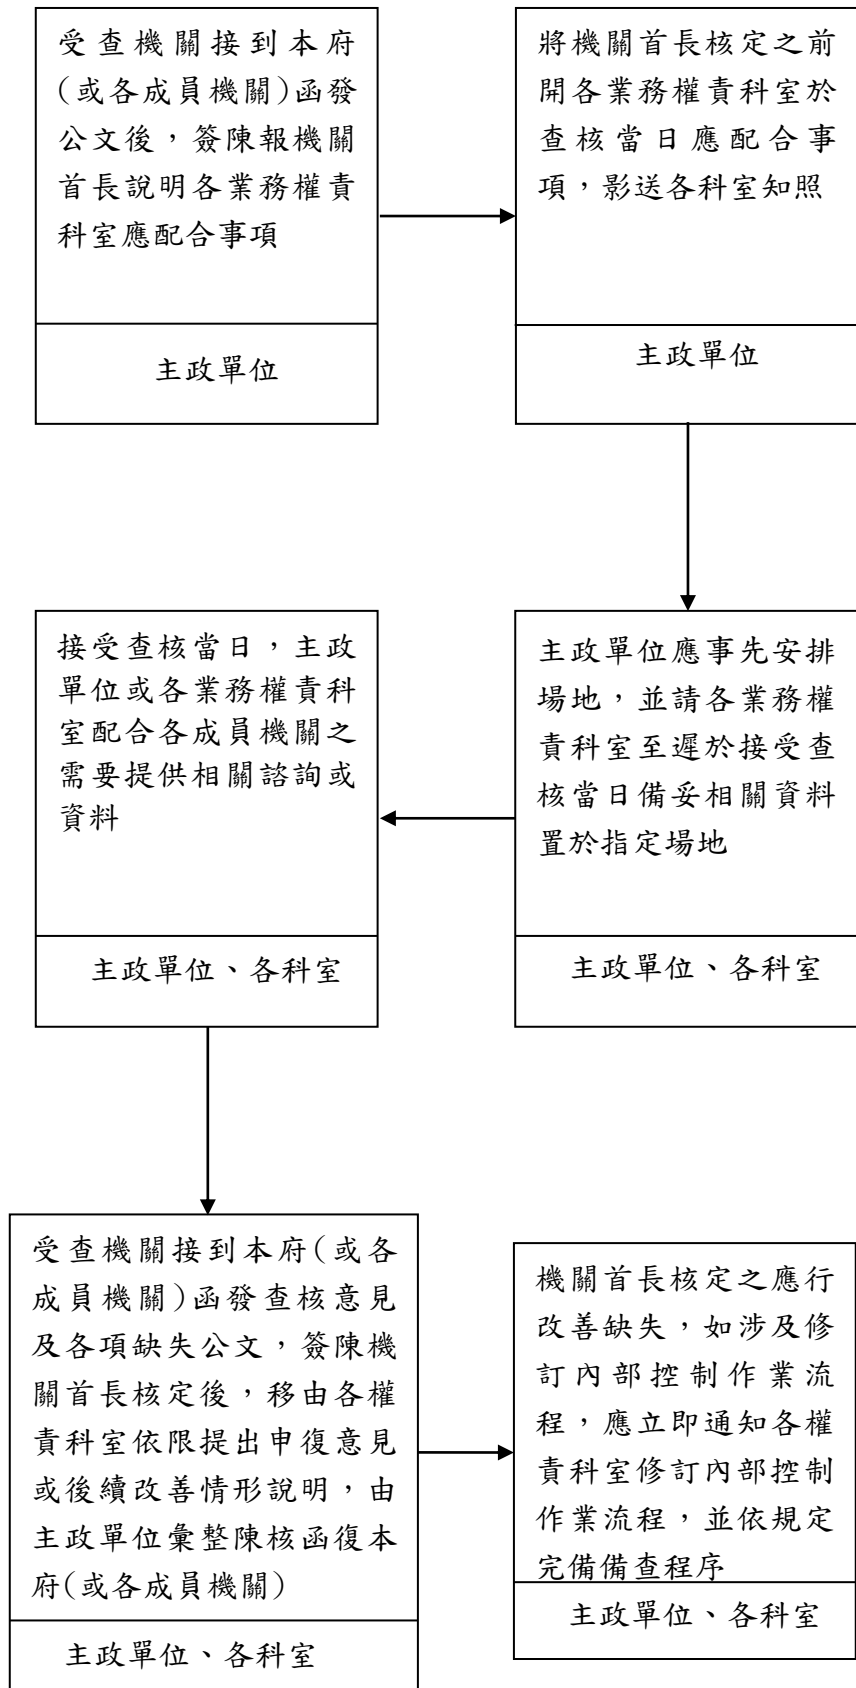 受查機關接到本府
(或各成員機關)函發
公文後，簽陳報機關
首長說明各業務權責
科室應配合事項
主政單位
將機關首長核定之前
開各業務權責科室於
查核當日應配合事
項，影送各科室知照
主政單位
主政單位應事先安排
場地，並請各業務權
責科室至遲於接受查
核當日備妥相關資料
置於指定場地
主政單位、各科室
接受查核當日，主政
單位或各業務權責科
室配合各成員機關之
需要提供相關諮詢或
資料
主政單位、各科室
受查機關接到本府(或各
成員機關)函發查核意見
及各項缺失公文，簽陳機
關首長核定後，移由各權
責科室依限提出申復意見
或後續改善情形說明，由
主政單位彙整陳核函復本
府(或各成員機關)
主政單位、各科室
機關首長核定之應行
改善缺失，如涉及修
訂內部控制作業流
程，應立即通知各權
責科室修訂內部控制
作業流程，並依規定
完備備查程序
主政單位、各科室